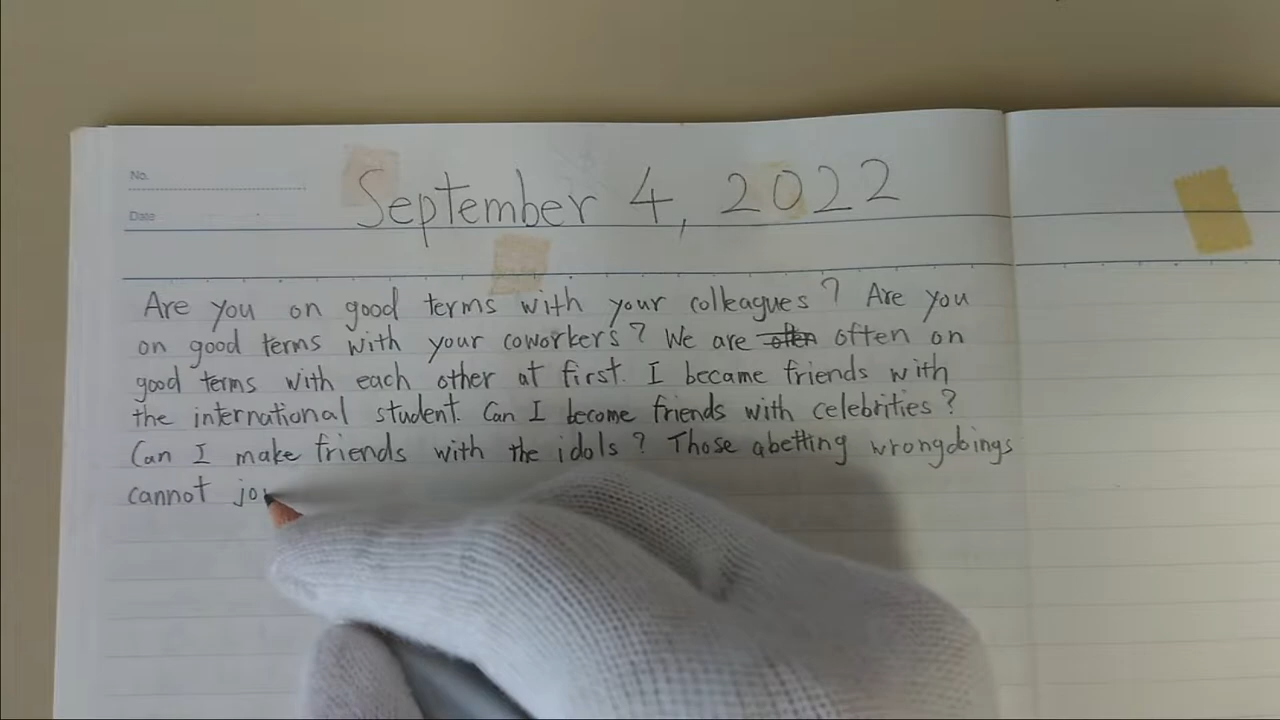 No.
September 4, 2022
Date
Are you on good terms with your colleagues? Are you
on good terms with your coworkers? We are often often on
good terms with each other at first. I became friends with
the international student. Can I become friends with celebrities?
Can I make friends with the idols? Those abetting wrongdoings
cannot